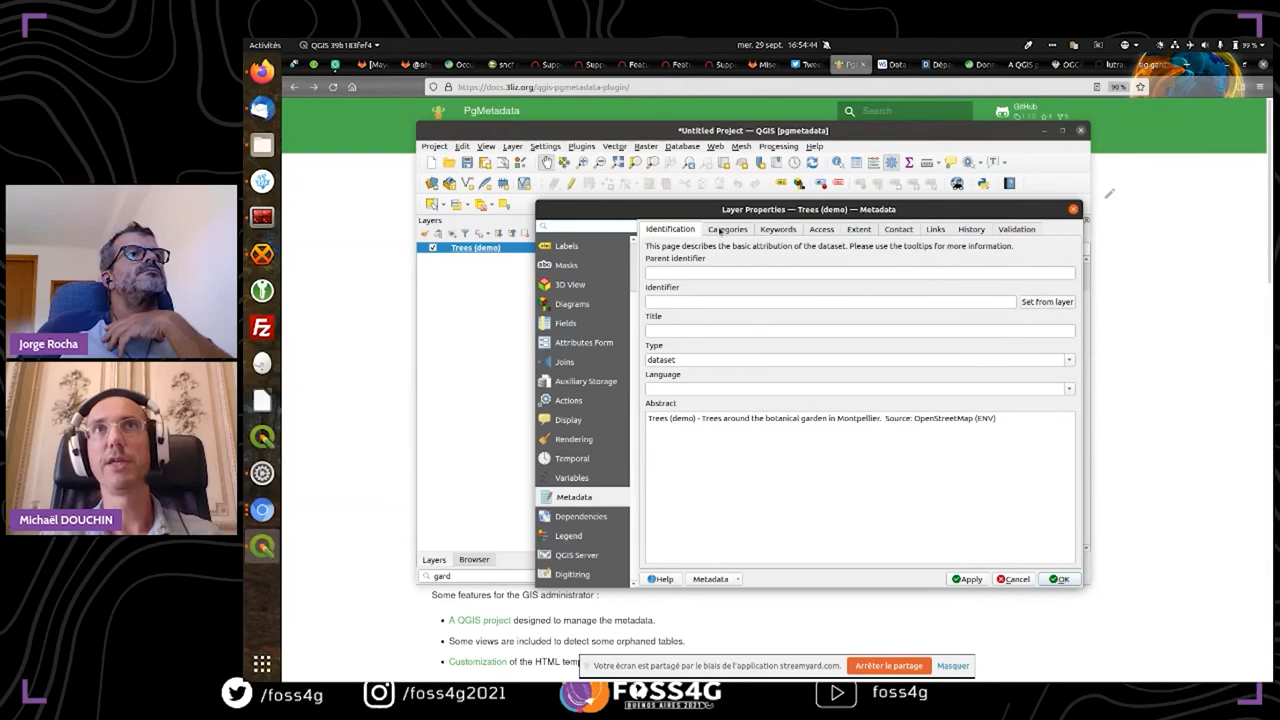 Activités
QGIS 39b183fef4
mer. 29 sept. 16:54:44
99 %
https://docs.3liz.org/qgis-pgmetadata-plugin/
90%
PgMetadata
Search
GitHub
*Untitled Project — QGIS [pgmetadata]
Project Edit View Layer Settings Plugins Vector Raster Database Web Mesh Processing Help
Layers
Trees (demo)
Layer Properties — Trees (demo) — Metadata
Labels
Masks
3D View
Diagrams
Fields
Attributes Form
Joins
Auxiliary Storage
Actions
Display
Rendering
Temporal
Variables
Metadata
Dependencies
Legend
QGIS Server
Digitizing
Identification Categories Keywords Access Extent Contact Links History Validation
This page describes the basic attribution of the dataset. Please use the tooltips for more information.
Parent identifier
Identifier
Set from layer
Title
Type
dataset
Language
Abstract
Trees (demo) - Trees around the botanical garden in Montpellier. Source: OpenStreetMap (ENV)
Help Metadata Apply Cancel OK
Layers Browser
gard
Some features for the GIS administrator :
A QGIS project designed to manage the metadata.
Some views are included to detect some orphaned tables.
Customization of the HTML
Votre écran est partagé par le biais de l'application streamyard.com. Arrêter le partage Masquer
Jorge Rocha
Michaël DOUCHIN
/foss4g
/foss4g2021
FOSS4G
BUENOS AIRES 2021
foss4g